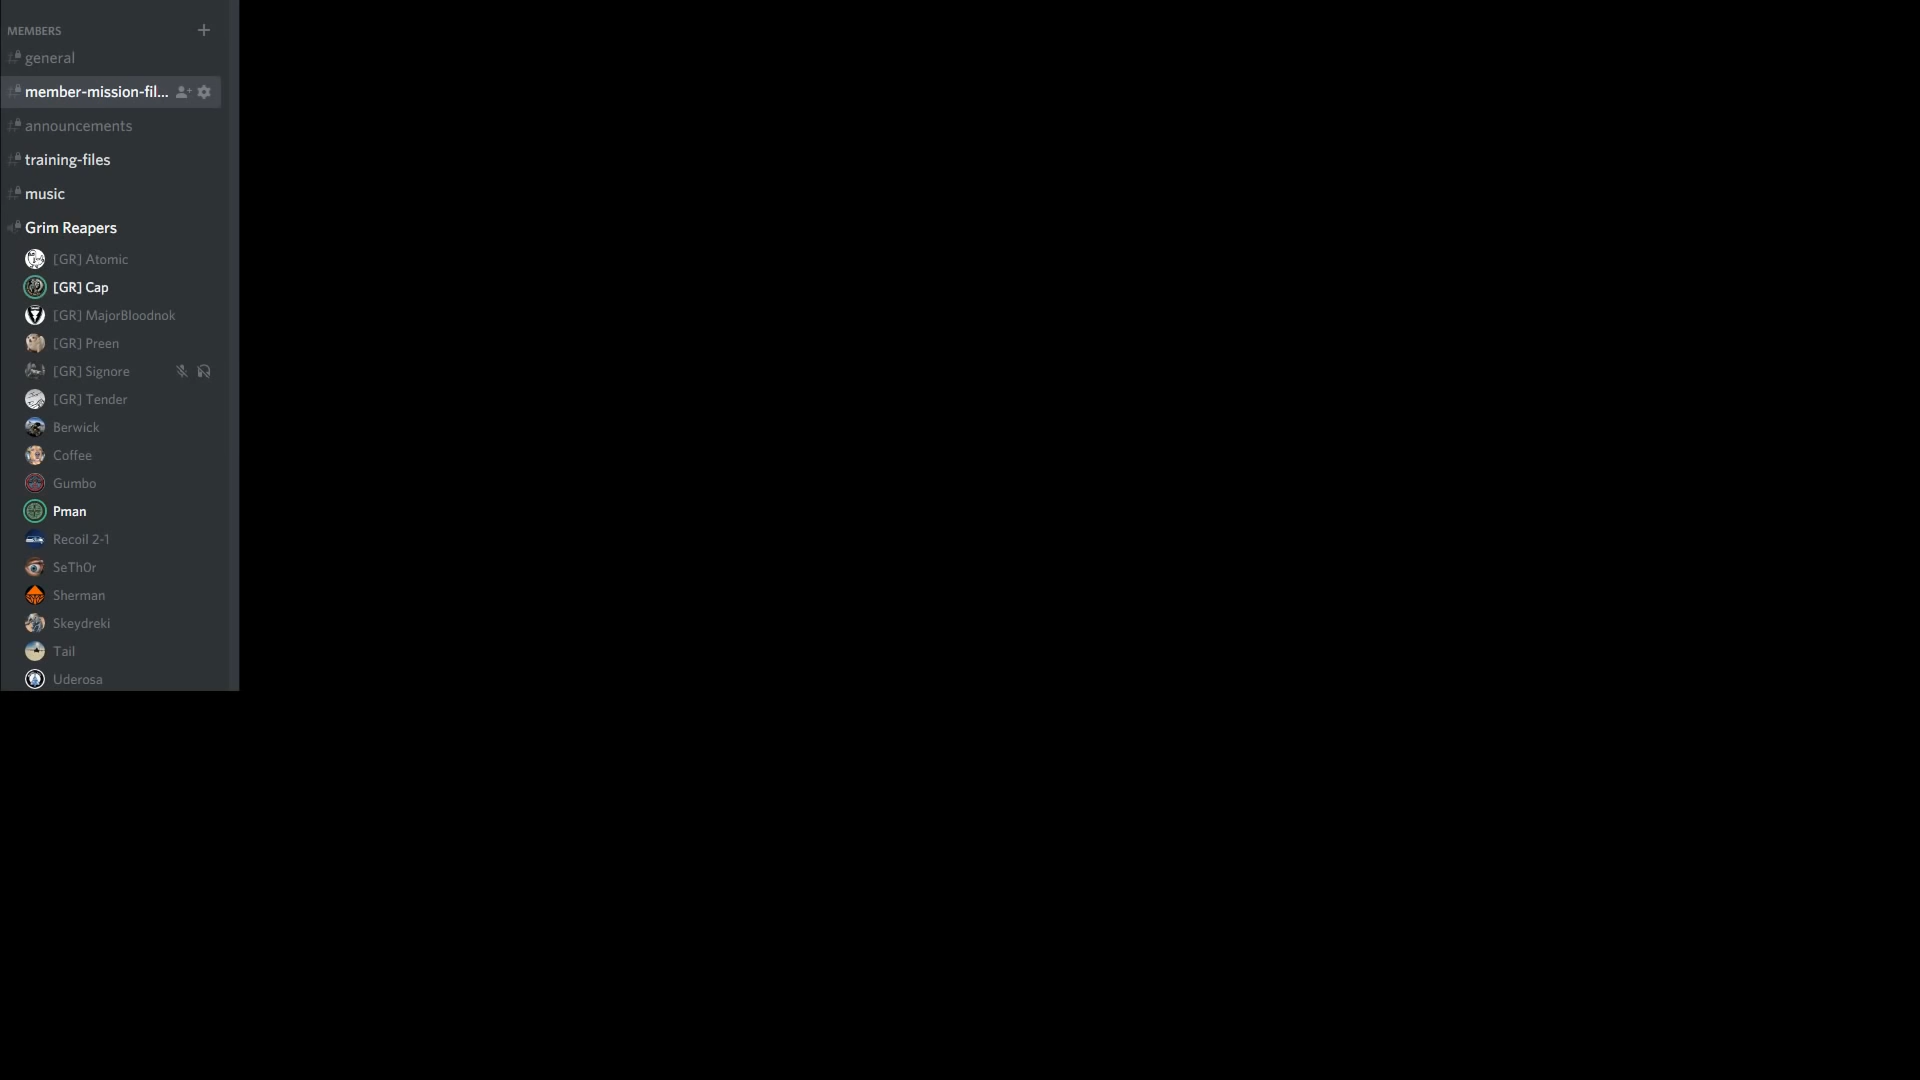 MEMBERS
general
member-mission-fil...
announcements
training-files
music
Grim Reapers
[GR] Atomic
[GR] Cap
[GR] MajorBloodnok
[GR] Preen
[GR] Signore
[GR] Tender
Berwick
Coffee
Gumbo
Pman
Recoil 2-1
SeTh0r
Sherman
Skeydreki
Tail
Uderosa